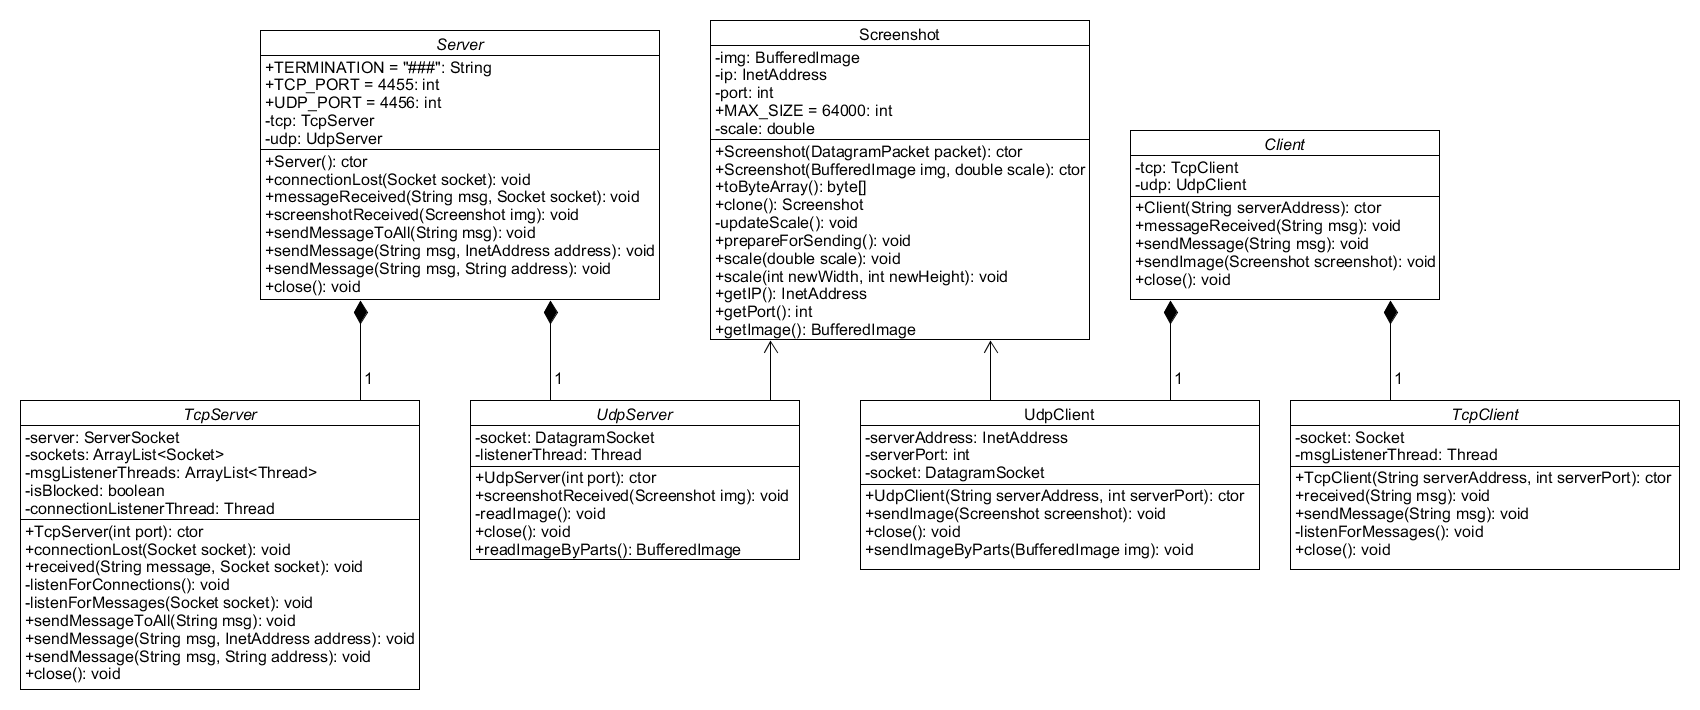 Server
+TERMINATION = "###": String
+TCP_PORT = 4455: int
+UDP_PORT = 4456: int
-tcp: TcpServer
-udp: UdpServer
+Server(): ctor
+connectionLost(Socket socket): void
+messageReceived(String msg, Socket socket): void
+screenshotReceived(Screenshot img): void
+sendMessageToAll(String msg): void
+sendMessage(String msg, InetAddress address): void
+sendMessage(String msg, String address): void
+close(): void
Screenshot
-img: BufferedImage
-ip: InetAddress
-port: int
+MAX_SIZE = 64000: int
-scale: double
+Screenshot(DatagramPacket packet): ctor
+Screenshot(BufferedImage img, double scale): ctor
+toByteArray(): byte[]
+clone(): Screenshot
-updateScale(): void
+prepareForSending(): void
+scale(double scale): void
+scale(int newWidth, int newHeight): void
+getIP(): InetAddress
+getPort(): int
+getImage(): BufferedImage
Client
-tcp: TcpClient
-udp: UdpClient
+Client(String serverAddress): ctor
+messageReceived(String msg): void
+sendMessage(String msg): void
+sendImage(Screenshot screenshot): void
+close(): void
1
1
1
1
TcpServer
-server: ServerSocket
-sockets: ArrayList<Socket>
-msgListenerThreads: ArrayList<Thread>
-isBlocked: boolean
-connectionListenerThread: Thread
+TcpServer(int port): ctor
+connectionLost(Socket socket): void
+received(String message, Socket socket): void
-listenForConnections(): void
-listenForMessages(Socket socket): void
+sendMessageToAll(String msg): void
+sendMessage(String msg, InetAddress address): void
+sendMessage(String msg, String address): void
+close(): void
UdpServer
-socket: DatagramSocket
-listenerThread: Thread
+UdpServer(int port): ctor
+screenshotReceived(Screenshot img): void
-readImage(): void
+close(): void
+readImageByParts(): BufferedImage
UdpClient
-serverAddress: InetAddress
-serverPort: int
-socket: DatagramSocket
+UdpClient(String serverAddress, int serverPort): ctor
+sendImage(Screenshot screenshot): void
+close(): void
+sendImageByParts(BufferedImage img): void
TcpClient
-socket: Socket
-msgListenerThread: Thread
+TcpClient(String serverAddress, int serverPort): ctor
+received(String msg): void
+sendMessage(String msg): void
-listenForMessages(): void
+close(): void